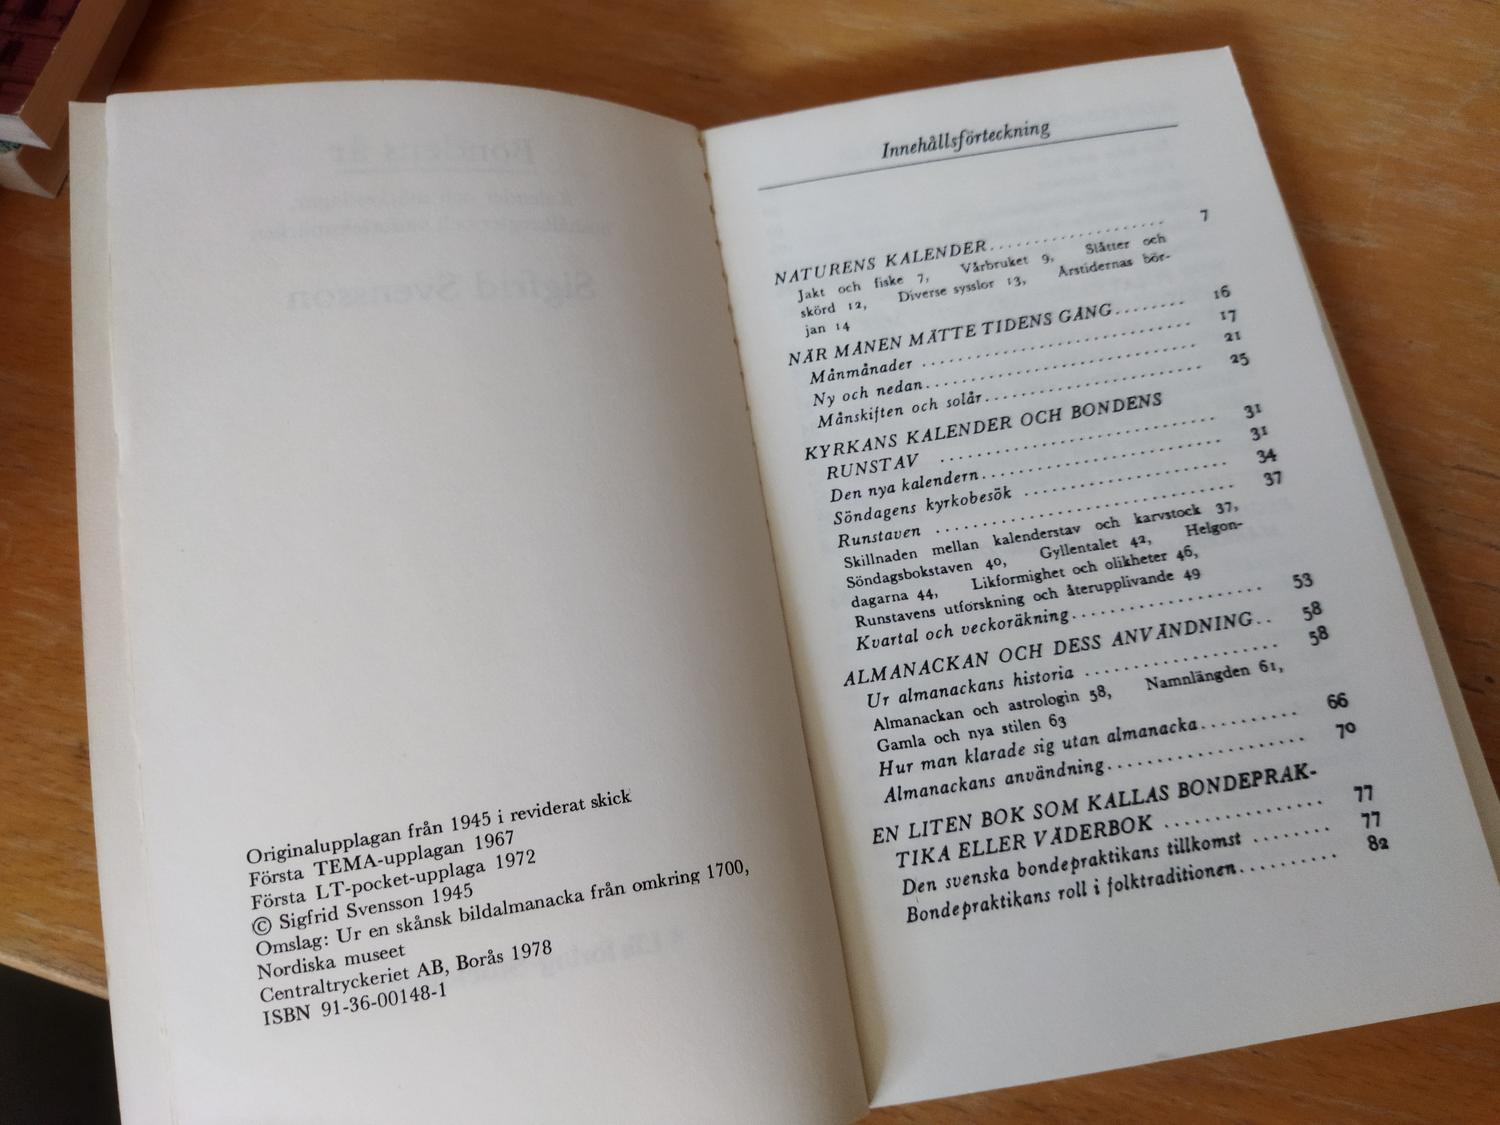 Originalupplagan från 1945 i reviderat skick
Första TEMA-upplagan 1967
Första LT-pocket-upplaga 1972
© Sigfrid Svensson 1945
Omslag: Ur en skånsk bildalmanacka från omkring 1700,
Nordiska museet
Centraltryckeriet AB, Borås 1978
ISBN 91-36-00148-1
Innehållsförteckning
NATURENS KALENDER.................... 7
Jakt och fiske 7, Vårbruket 9, Slåtter och
skörd 12, Diverse sysslor 13, Årstidernas bör-
jan 14
NÄR MÅNEN MÄTTE TIDENS GÅNG........ 16
Månmånader ............................ 17
Ny och nedan............................ 21
Månskiften och solår...................... 25
KYRKANS KALENDER OCH BONDENS
RUNSTAV ............................ 31
Den nya kalendern........................ 31
Söndagens kyrkobesök .................... 34
Runstaven .............................. 37
Skillnaden mellan kalenderstav och karvstock 37,
Söndagsbokstaven 40, Gyllentalet 42, Helgon-
dagarna 44, Likformighet och olikheter 46,
Runstavens utforskning och återupplivande 49
Kvartal och veckoräkning.................... 53
ALMANACKAN OCH DESS ANVÄNDNING.. 58
Ur almanackans historia .................... 58
Almanackan och astrologin 58, Namnlängden 61,
Gamla och nya stilen 63
Hur man klarade sig utan almanacka.......... 66
Almanackans användning.................... 70
EN LITEN BOK SOM KALLAS BONDEPRAK-
TIKA ELLER VÄDERBOK ................ 77
Den svenska bondepraktikans tillkomst ........ 77
Bondepraktikans roll i folktraditionen.......... 82